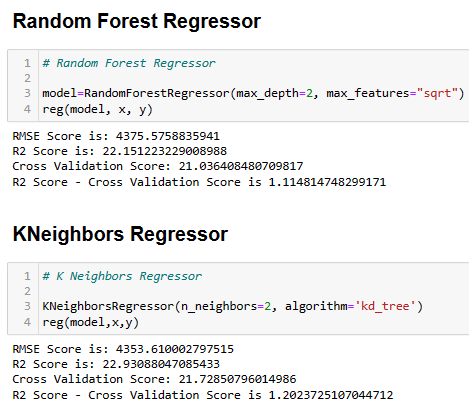 Random Forest Regressor
1 # Random Forest Regressor
2
3 model=RandomForestRegressor(max_depth=2, max_features="sqrt")
4 reg(model, x, y)
RMSE Score is: 4375.5758835941
R2 Score is: 22.151223229008988
Cross Validation Score: 21.036408480709817
R2 Score - Cross Validation Score is 1.114814748299171
KNeighbors Regressor
1 # K Neighbors Regressor
2
3 KNeighborsRegressor(n_neighbors=2, algorithm='kd_tree')
4 reg(model,x,y)
RMSE Score is: 4353.610002797515
R2 Score is: 22.93088047085433
Cross Validation Score: 21.72850796014986
R2 Score - Cross Validation Score is 1.2023725107044712